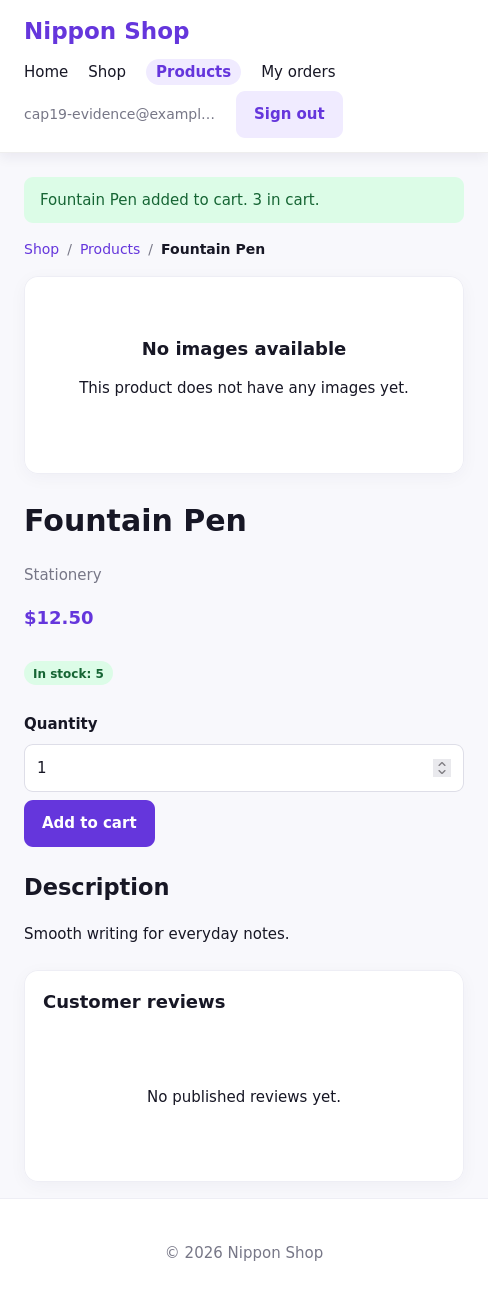 Nippon Shop
Home Shop Products My orders
cap19-evidence@exampl... Sign out
Fountain Pen added to cart. 3 in cart.
Shop / Products / Fountain Pen
No images available
This product does not have any images yet.
Fountain Pen
Stationery
$12.50
In stock: 5
Quantity
1
Add to cart
Description
Smooth writing for everyday notes.
Customer reviews
No published reviews yet.
© 2026 Nippon Shop